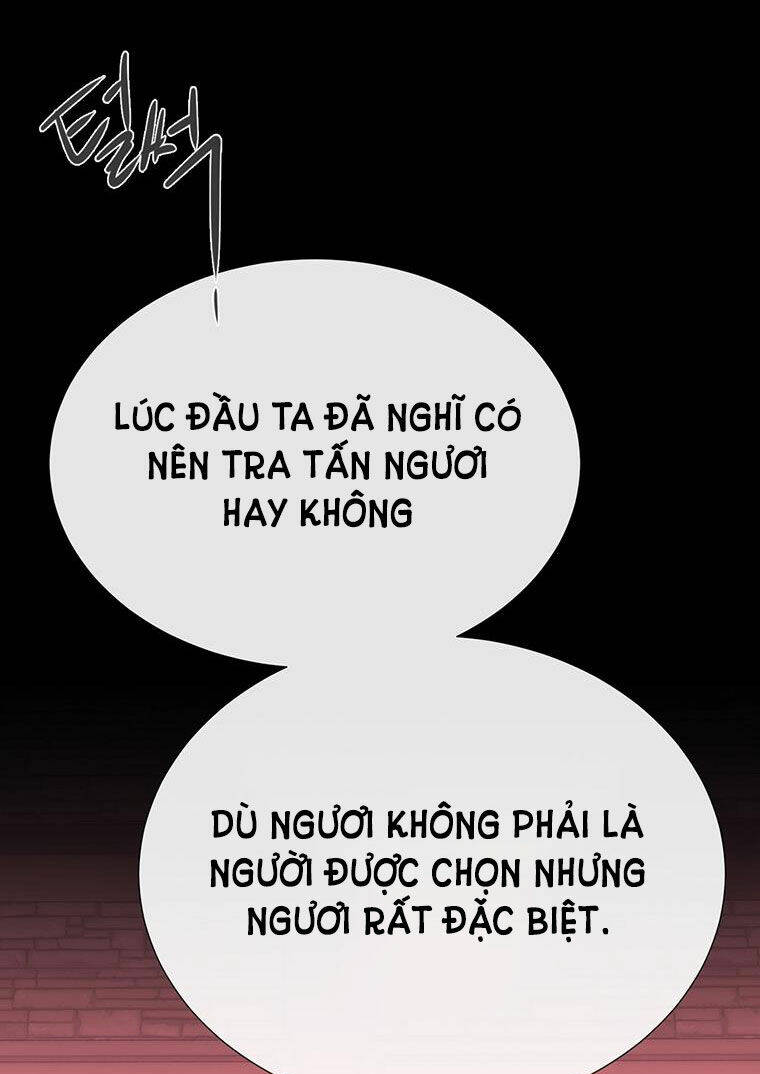 털썩
LÚC ĐẦU TA ĐÃ NGHĨ CÓ
NÊN TRA TẤN NGƯƠI
HAY KHÔNG
DÙ NGƯƠI KHÔNG PHẢI LÀ
NGƯỜI ĐƯỢC CHỌN NHƯNG
NGƯƠI RẤT ĐẶC BIỆT.